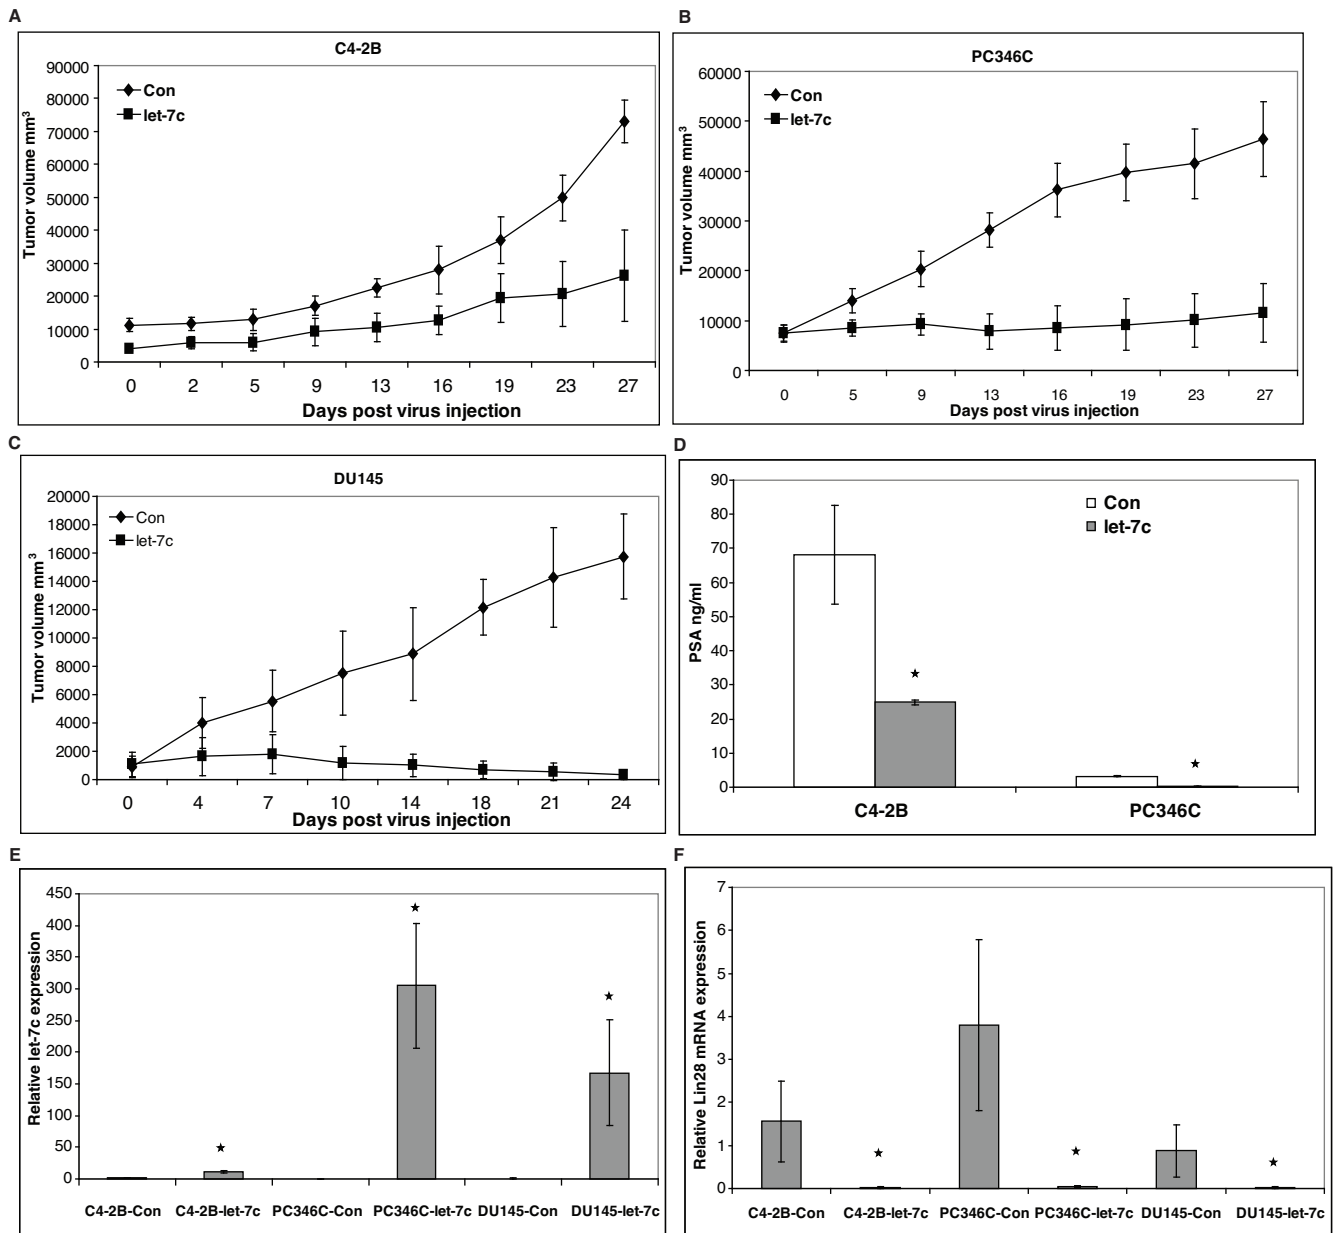 A
C4-2B
Con
let-7c
Tumor volume mm3
90000
80000
70000
60000
50000
40000
30000
20000
10000
0
0 2 5 9 13 16 19 23 27
Days post virus injection
B
PC346C
Con
let-7c
Tumor volume mm3
60000
50000
40000
30000
20000
10000
0
0 5 9 13 16 19 23 27
Days post virus injection
C
DU145
Con
let-7c
Tumor volume mm3
20000
18000
16000
14000
12000
10000
8000
6000
4000
2000
0
0 4 7 10 14 18 21 24
Days post virus injection
D
Con
let-7c
PSA ng/ml
90
80
70
60
50
40
30
20
10
0
C4-2B PC346C
E
Relative let-7c expression
450
400
350
300
250
200
150
100
50
0
C4-2B-Con C4-2B-let-7c PC346C-Con PC346C-let-7c DU145-Con DU145-let-7c
F
Relative Lin28 mRNA expression
7
6
5
4
3
2
1
0
C4-2B-Con C4-2B-let-7c PC346C-Con PC346C-let-7c DU145-Con DU145-let-7c